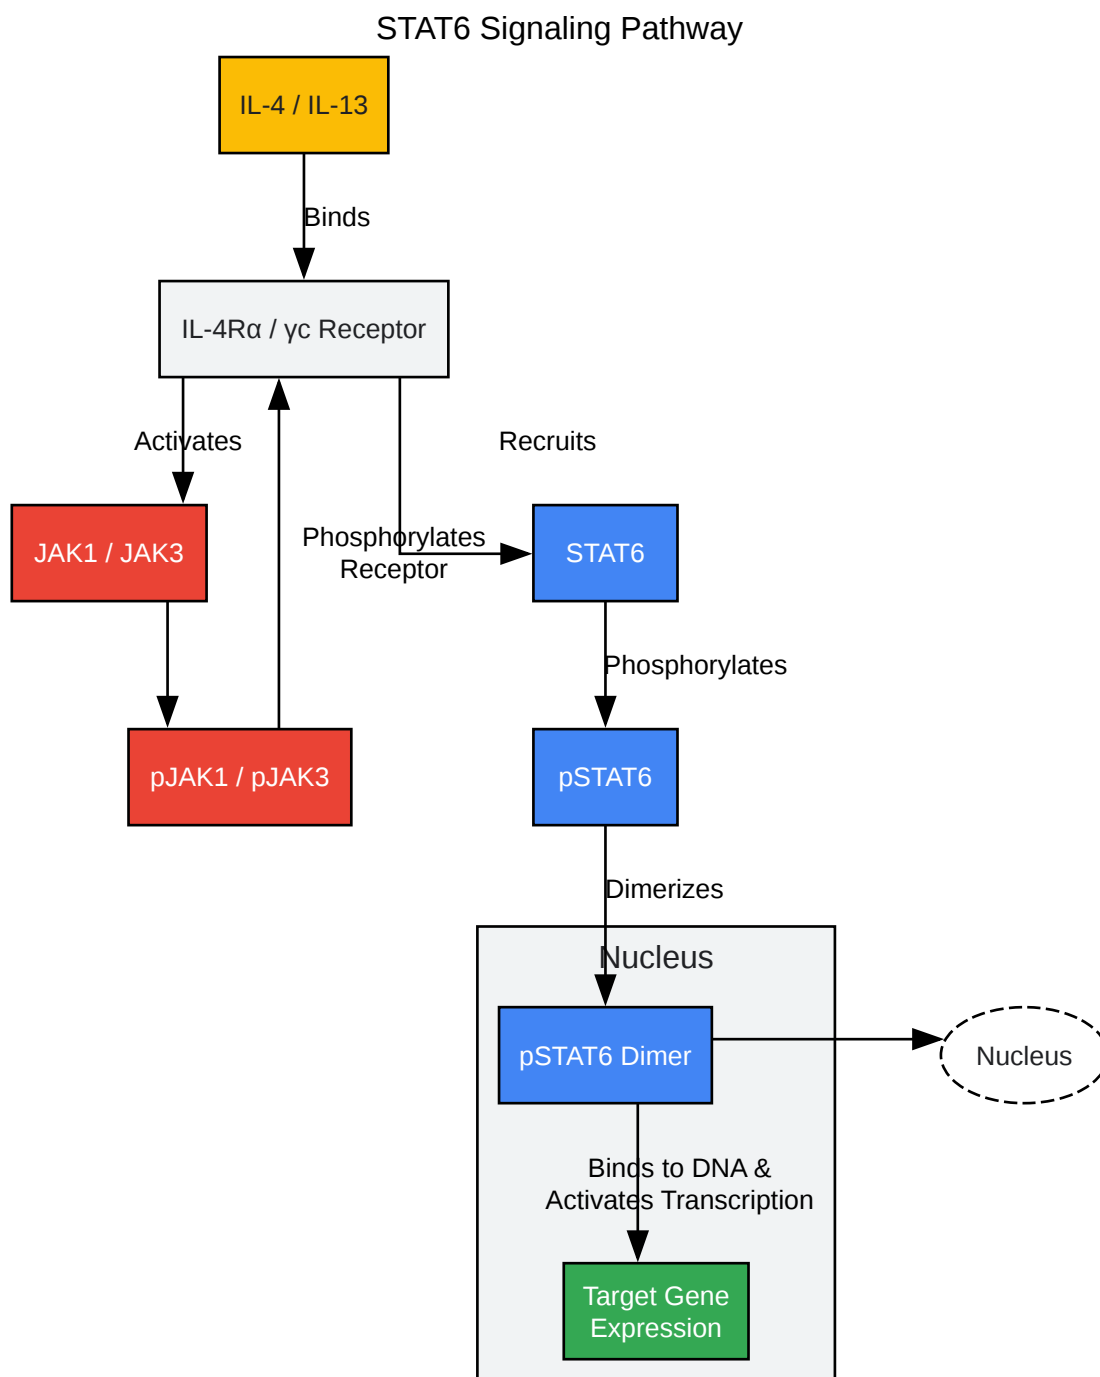 STAT6 Signaling Pathway
IL-4 / IL-13
Binds
IL-4Rα / γc Receptor
Activates
Recruits
JAK1 / JAK3
Phosphorylates
Receptor
STAT6
Phosphorylates
pJAK1 / pJAK3
pSTAT6
Dimerizes
Nucleus
pSTAT6 Dimer
Nucleus
Binds to DNA &
Activates Transcription
Target Gene
Expression